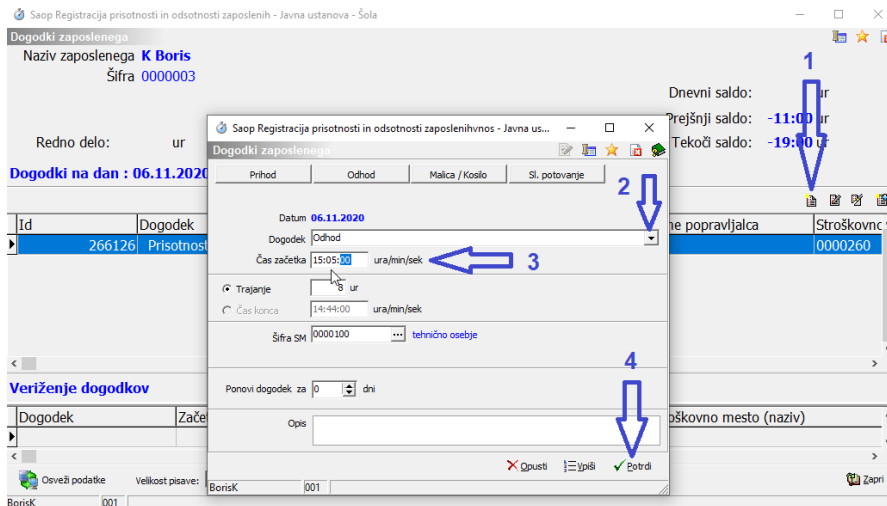 Saop Registracija prisotnosti in odsotnosti zaposlenih - Javna ustanova - Šola
Dogodki zaposlenega
Naziv zaposlenega K Boris
Šifra 0000003
1
Dnevni saldo: ur
Prejšnji saldo: -11:00 ur
Redno delo: ur
Tekoči saldo: -19:00 ur
Dogodki na dan : 06.11.2020
Id Dogodek ne popravljalca Stroškovno
266126 Prisotnost 0000260
Saop Registracija prisotnosti in odsotnosti zaposlenihvnos - Javna us...
Dogodki zaposlenega
Prihod Odhod Malica / Kosilo Sl. potovanje
2
Datum 06.11.2020
Dogodek Odhod
Čas začetka 15:05:00 ura/min/sek 3
Trajanje 8 ur
Čas konca 14:44:00 ura/min/sek
Šifra SM 0000100 ... tehnično osebje
4
Ponovi dogodek za 0 dni
Opis
Opusti Vpiši Potrdi
BorisK 001
Veriženje dogodkov
Dogodek Začet oškovno mesto (naziv)
Osveži podatke Velikost pisave: Zapri
BorisK 001